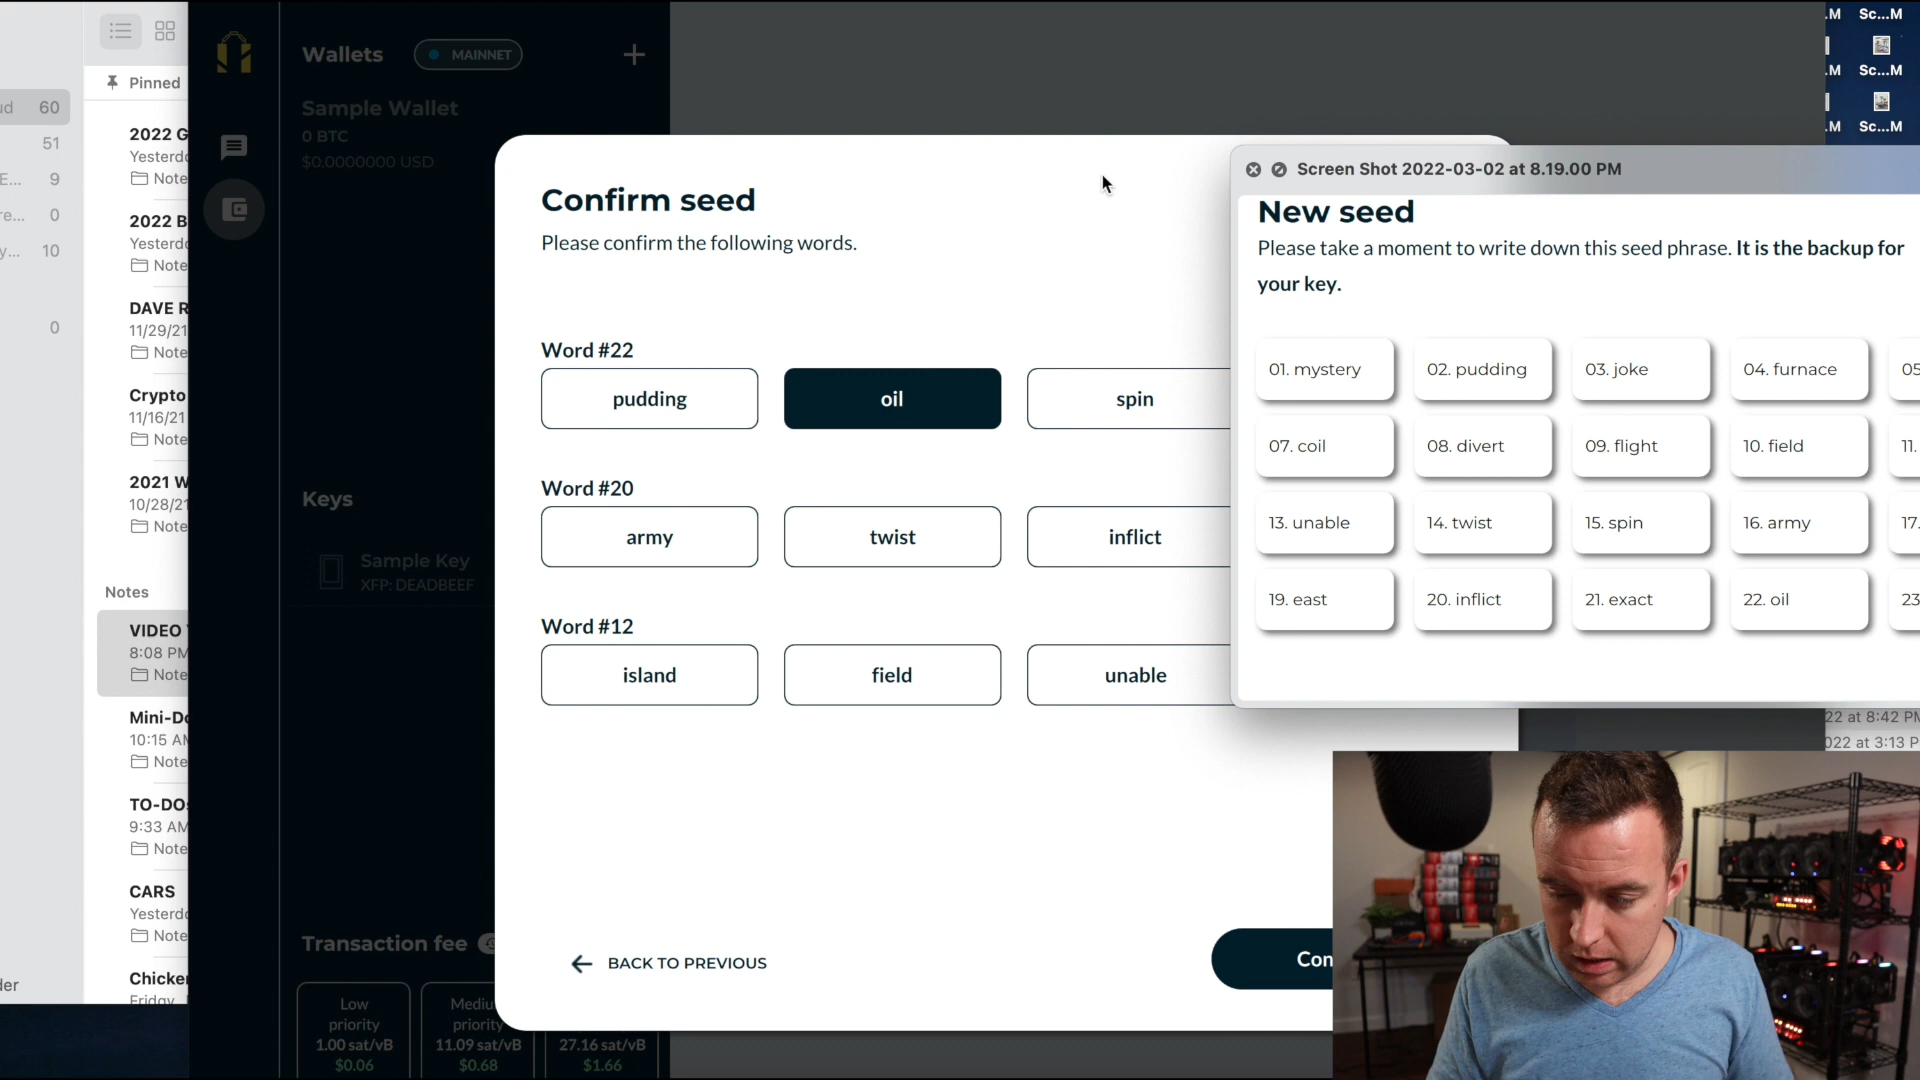 Pinned
60
51
9
0
10
0
2022 G
Yesterd
Note
2022 B
Yesterd
Note
DAVE R
11/29/21
Note
Crypto
11/16/21
Note
2021 W
10/28/21
Note
Notes
VIDEO
8:08 PM
Note
Mini-Do
10:15 AM
Note
TO-DO
9:33 AM
Note
CARS
Yesterd
Note
Chicke
Friday,
der
Wallets MAINNET
Sample Wallet
0 BTC
$0.0000000 USD
Keys
Sample Key
XFP: DEADBEEF
Transaction fee
Low
priority
1.00 sat/vB
$0.06
Mediu
priority
11.09 sat/vB
$0.68
27.16 sat/vB
$1.66
Confirm seed
Please confirm the following words.
Word #22
pudding oil spin
Word #20
army twist inflict
Word #12
island field unable
BACK TO PREVIOUS
Con
Screen Shot 2022-03-02 at 8.19.00 PM
New seed
Please take a moment to write down this seed phrase. It is the backup for
your key.
01. mystery 02. pudding 03. joke 04. furnace 05
07. coil 08. divert 09. flight 10. field 11.
13. unable 14. twist 15. spin 16. army 17.
19. east 20. inflict 21. exact 22. oil 23
.M Sc...M
.M Sc...M
.M Sc...M
22 at 8:42 PM
022 at 3:13 P